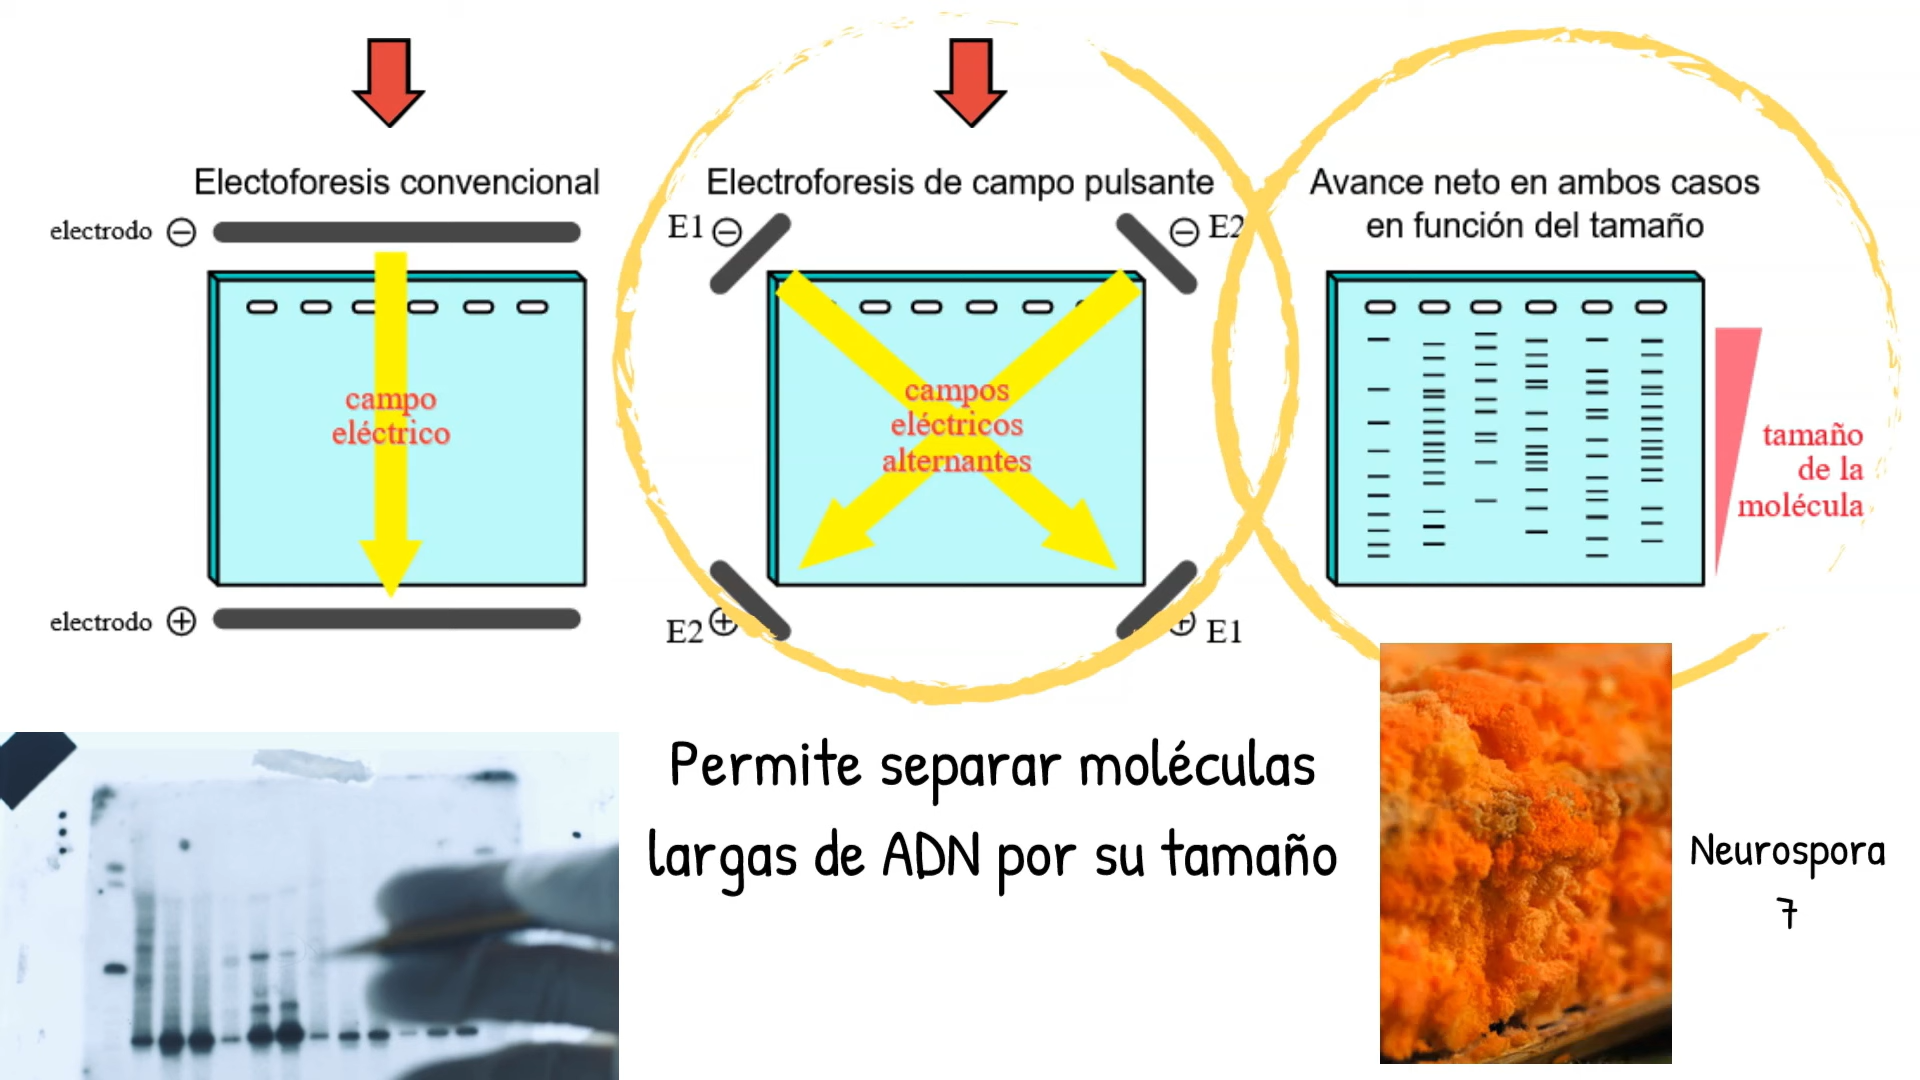 Electoforesis convencional
electrodo −
campo
eléctrico
electrodo +
Electroforesis de campo pulsante
E1 −
− E2
campos
eléctricos
alternantes
E2 +
+ E1
Avance neto en ambos casos
en función del tamaño
tamaño
de la
molécula
Permite separar moléculas
largas de ADN por su tamaño
Neurospora
7